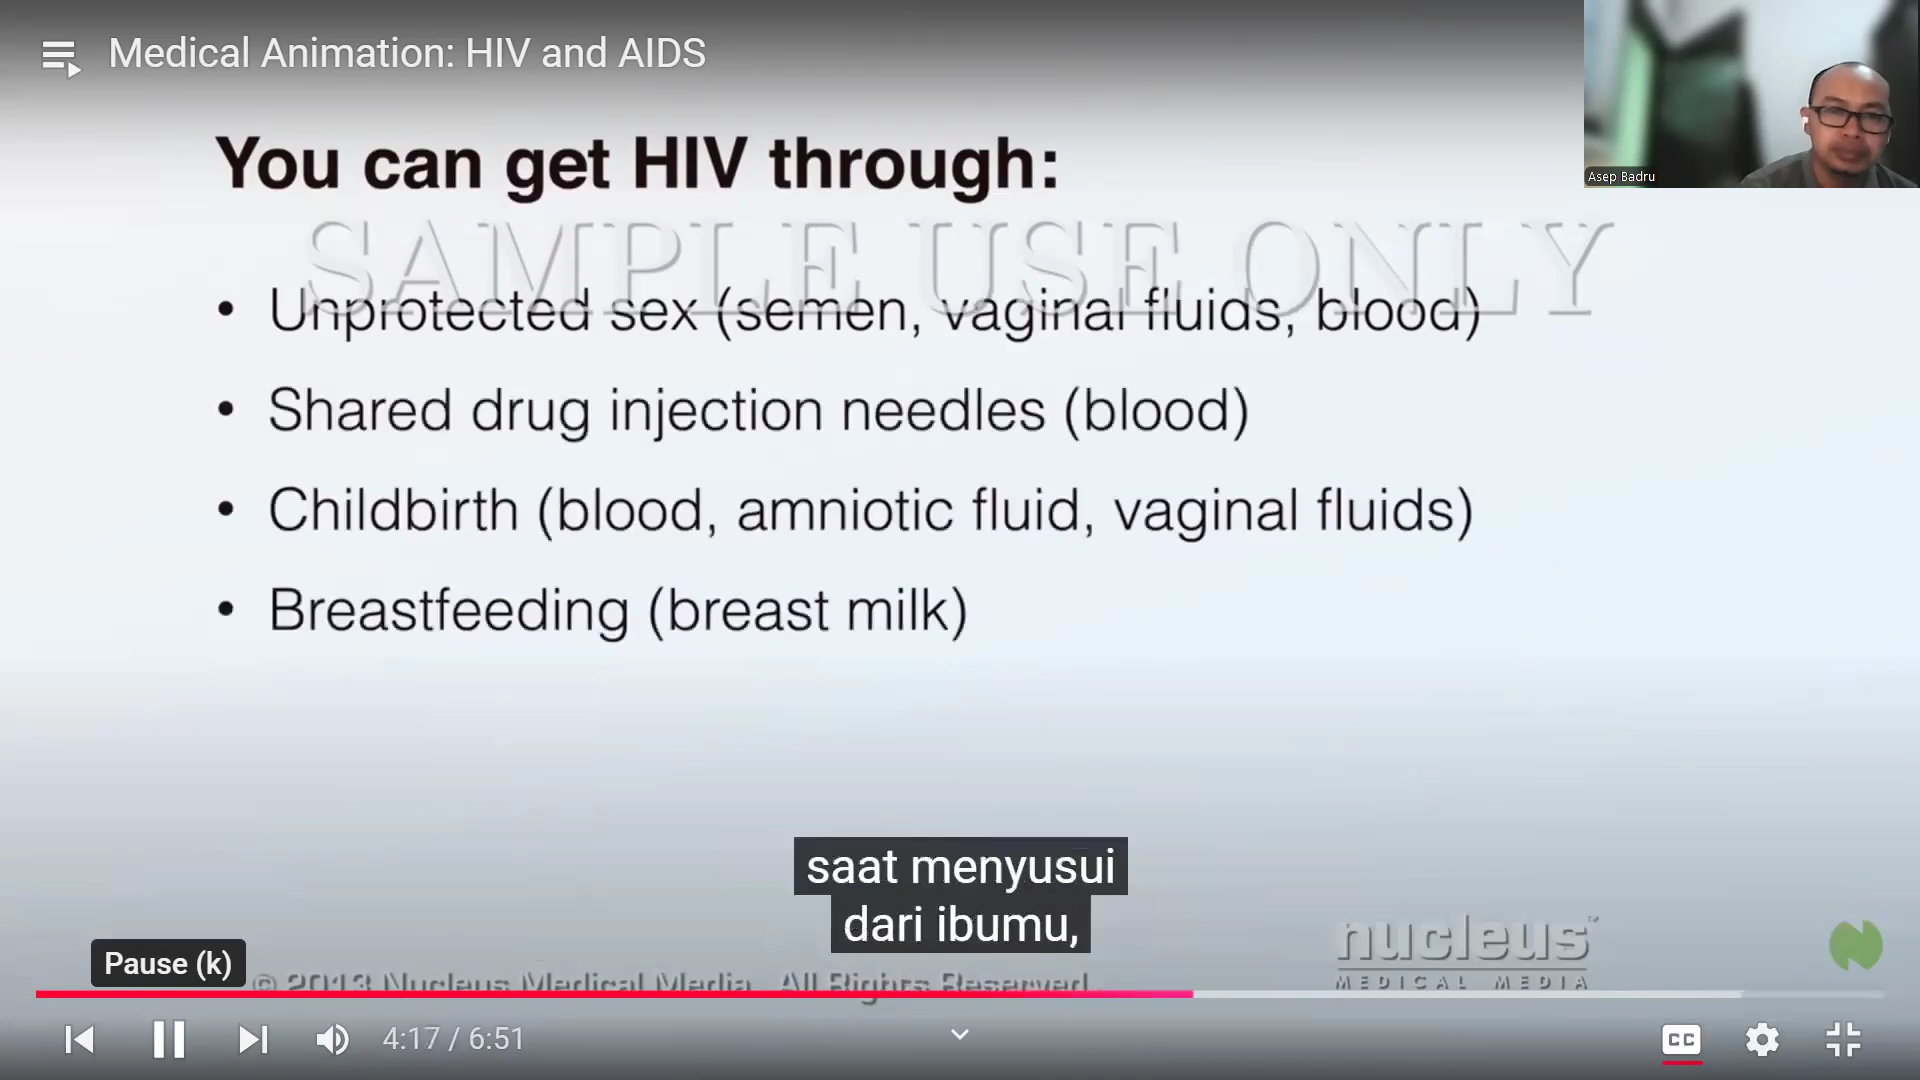 Medical Animation: HIV and AIDS
Asep Badru
You can get HIV through:
SAMPLE USE ONLY
• Unprotected sex (semen, vaginal fluids, blood)
• Shared drug injection needles (blood)
• Childbirth (blood, amniotic fluid, vaginal fluids)
• Breastfeeding (breast milk)
saat menyusui
dari ibumu,
nucleus™
MEDICAL MEDIA
Pause (k)
© 2013 Nucleus Medical Media. All Rights Reserved.
4:17 / 6:51
CC